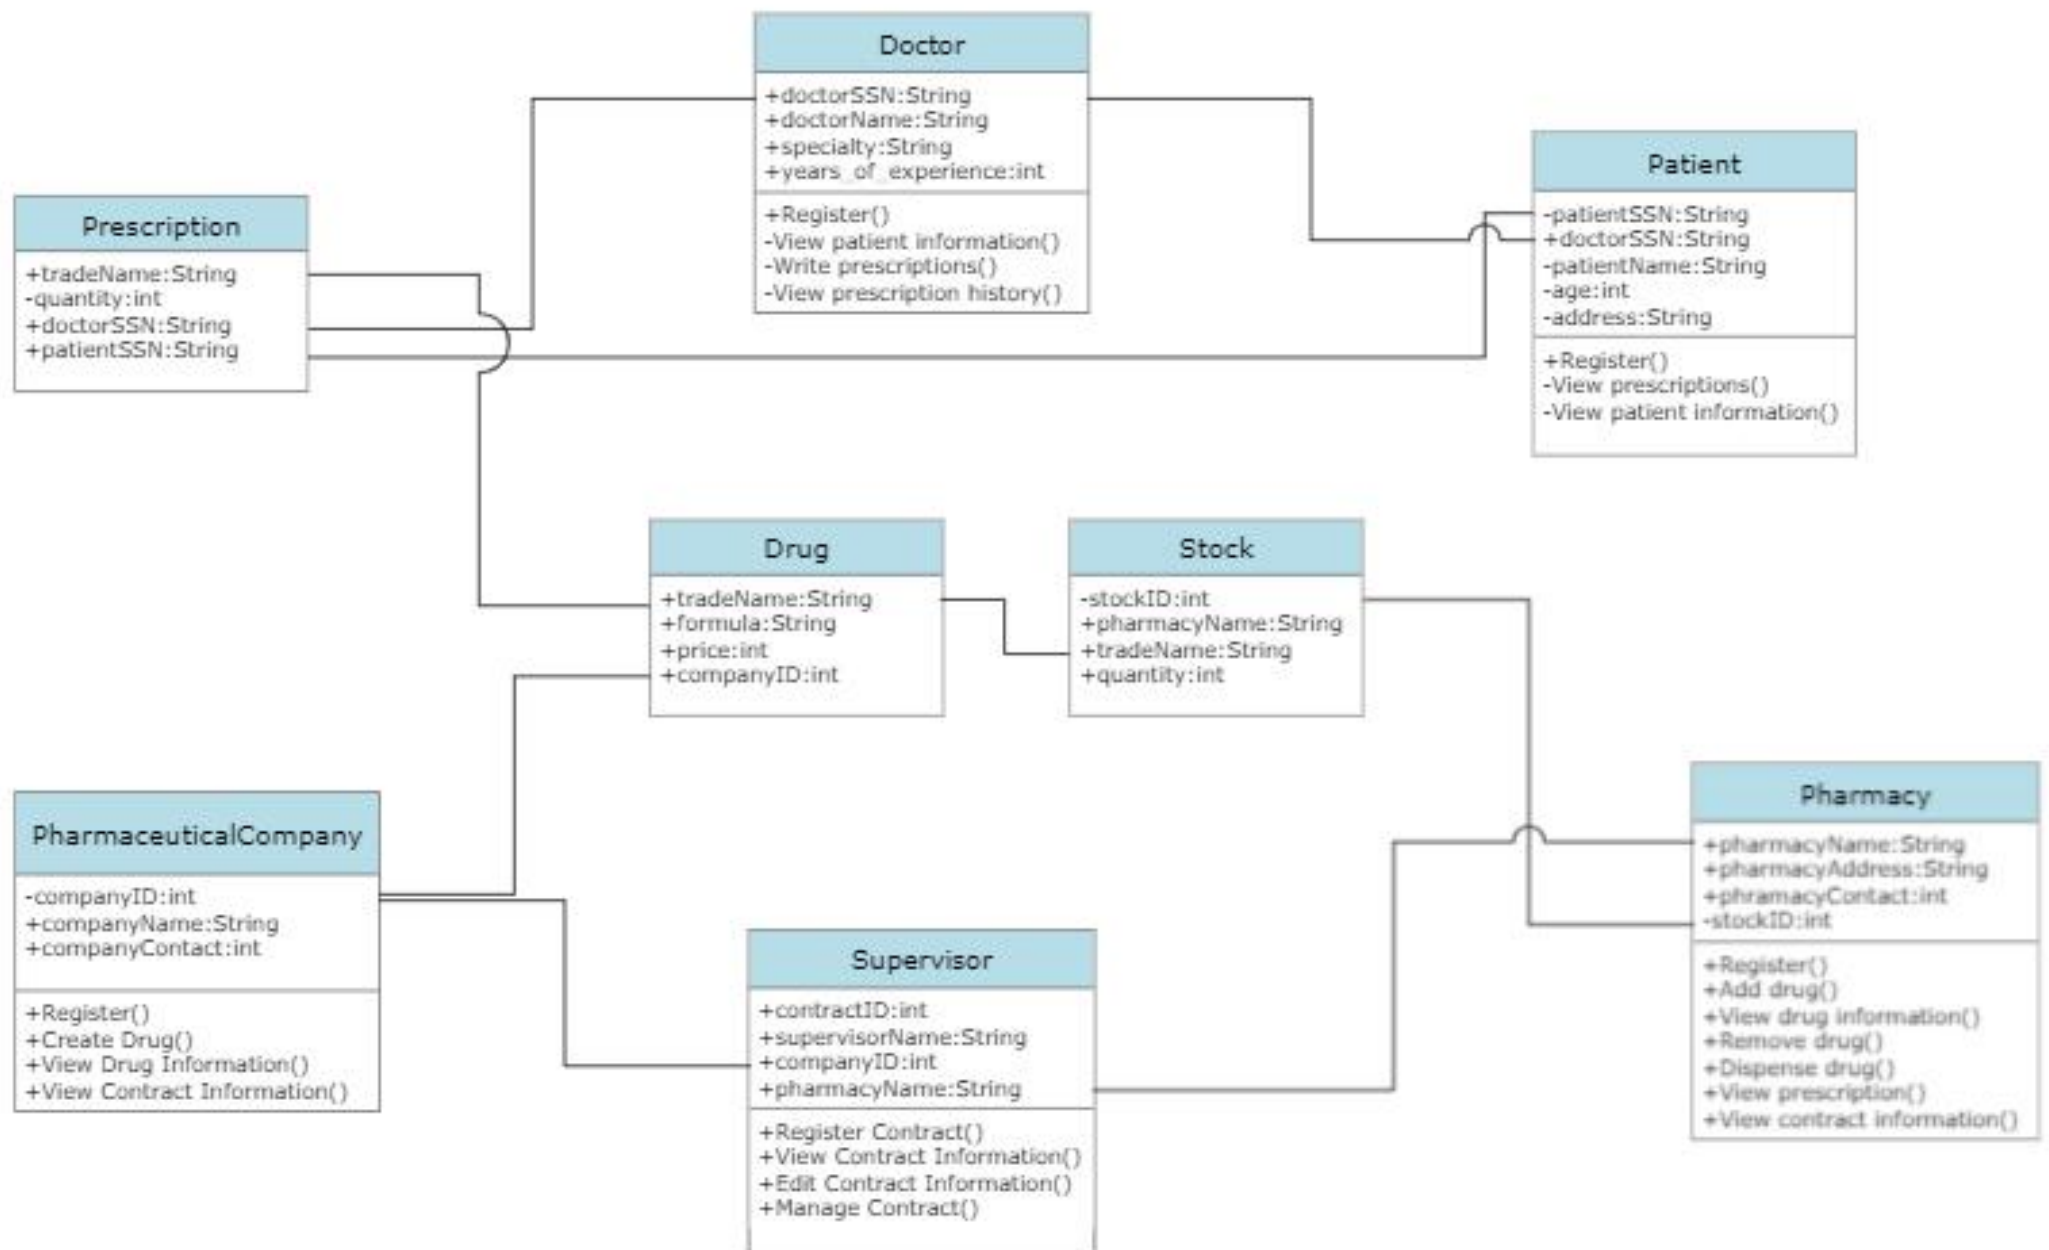 Doctor
+doctorSSN:String
+doctorName:String
+specialty:String
+years_of_experience:int
+Register()
-View patient information()
-Write prescriptions()
-View prescription history()
Patient
-patientSSN:String
+doctorSSN:String
-patientName:String
-age:int
-address:String
+Register()
-View prescriptions()
-View patient information()
Prescription
+tradeName:String
-quantity:int
+doctorSSN:String
+patientSSN:String
Drug
+tradeName:String
+formula:String
+price:int
+companyID:int
Stock
-stockID:int
+pharmacyName:String
+tradeName:String
+quantity:int
PharmaceuticalCompany
-companyID:int
+companyName:String
+companyContact:int
+Register()
+Create Drug()
+View Drug Information()
+View Contract Information()
Supervisor
+contractID:int
+supervisorName:String
+companyID:int
+pharmacyName:String
+Register Contract()
+View Contract Information()
+Edit Contract Information()
+Manage Contract()
Pharmacy
+pharmacyName:String
+pharmacyAddress:String
+phramacyContact:int
-stockID:int
+Register()
+Add drug()
+View drug information()
+Remove drug()
+Dispense drug()
+View prescription()
+View contract information()